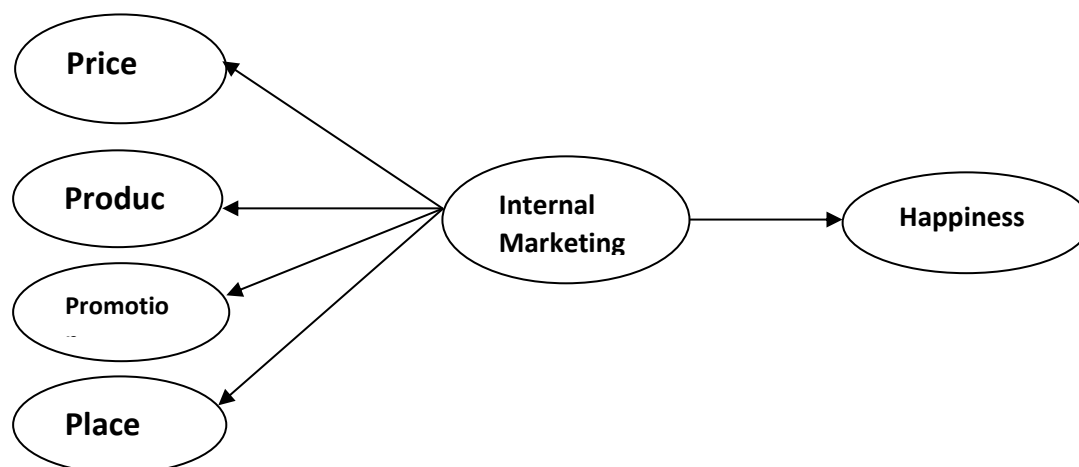 Price
Produc
Promotio
Place
Internal
Marketing
Happiness